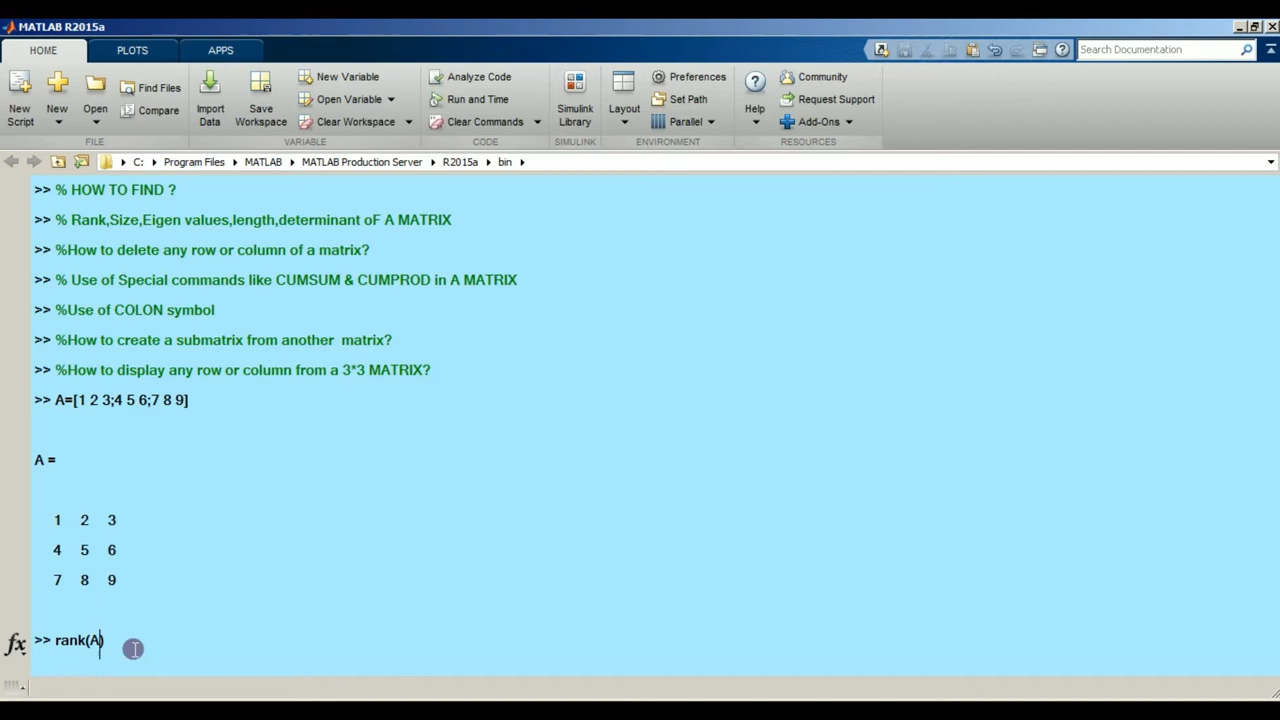 MATLAB R2015a
HOME PLOTS APPS Search Documentation
New Script New Open Find Files Compare Import Data Save Workspace New Variable Open Variable Clear Workspace Analyze Code Run and Time Clear Commands Simulink Library Layout Preferences Set Path Parallel Help Community Request Support Add-Ons
FILE VARIABLE CODE SIMULINK ENVIRONMENT RESOURCES
C: Program Files MATLAB MATLAB Production Server R2015a bin
>> % HOW TO FIND ?
>> % Rank,Size,Eigen values,length,determinant oF A MATRIX
>> %How to delete any row or column of a matrix?
>> % Use of Special commands like CUMSUM & CUMPROD in A MATRIX
>> %Use of COLON symbol
>> %How to create a submatrix from another  matrix?
>> %How to display any row or column from a 3*3 MATRIX?
>> A=[1 2 3;4 5 6;7 8 9]
A =
1 2 3
4 5 6
7 8 9
fx >> rank(A)